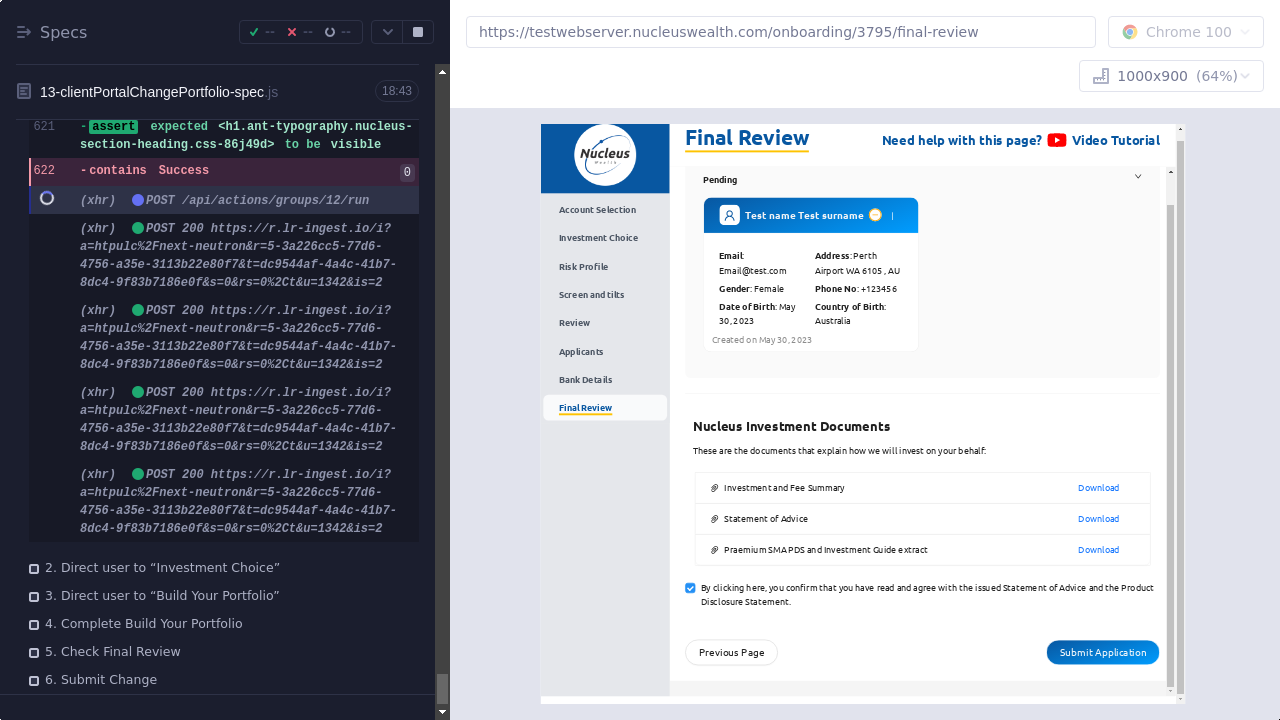 Specs
--
--
--
https://testwebserver.nucleuswealth.com/onboarding/3795/final-review
Chrome 100
1000x900 (64%)
13-clientPortalChangePortfolio-spec.js
18:43
621 -assert expected <h1.ant-typography.nucleus-
section-heading.css-86j49d> to be visible
622 -contains Success 0
(xhr) POST /api/actions/groups/12/run
(xhr) POST 200 https://r.lr-ingest.io/i?
a=htpulc%2Fnext-neutron&r=5-3a226cc5-77d6-
4756-a35e-3113b22e80f7&t=dc9544af-4a4c-41b7-
8dc4-9f83b7186e0f&s=0&rs=0%2Ct&u=1342&is=2
(xhr) POST 200 https://r.lr-ingest.io/i?
a=htpulc%2Fnext-neutron&r=5-3a226cc5-77d6-
4756-a35e-3113b22e80f7&t=dc9544af-4a4c-41b7-
8dc4-9f83b7186e0f&s=0&rs=0%2Ct&u=1342&is=2
(xhr) POST 200 https://r.lr-ingest.io/i?
a=htpulc%2Fnext-neutron&r=5-3a226cc5-77d6-
4756-a35e-3113b22e80f7&t=dc9544af-4a4c-41b7-
8dc4-9f83b7186e0f&s=0&rs=0%2Ct&u=1342&is=2
(xhr) POST 200 https://r.lr-ingest.io/i?
a=htpulc%2Fnext-neutron&r=5-3a226cc5-77d6-
4756-a35e-3113b22e80f7&t=dc9544af-4a4c-41b7-
8dc4-9f83b7186e0f&s=0&rs=0%2Ct&u=1342&is=2
2. Direct user to “Investment Choice”
3. Direct user to “Build Your Portfolio”
4. Complete Build Your Portfolio
5. Check Final Review
6. Submit Change
Nucleus
Wealth
Account Selection
Investment Choice
Risk Profile
Screen and tilts
Review
Applicants
Bank Details
Final Review
Final Review
Need help with this page? Video Tutorial
Pending
Test name Test surname
Email:
Email@test.com
Gender: Female
Date of Birth: May
30, 2023
Address: Perth
Airport WA 6105 , AU
Phone No: +123456
Country of Birth:
Australia
Created on May 30, 2023
Nucleus Investment Documents
These are the documents that explain how we will invest on your behalf:
Investment and Fee Summary Download
Statement of Advice Download
Praemium SMA PDS and Investment Guide extract Download
By clicking here, you confirm that you have read and agree with the issued Statement of Advice and the Product
Disclosure Statement.
Previous Page
Submit Application